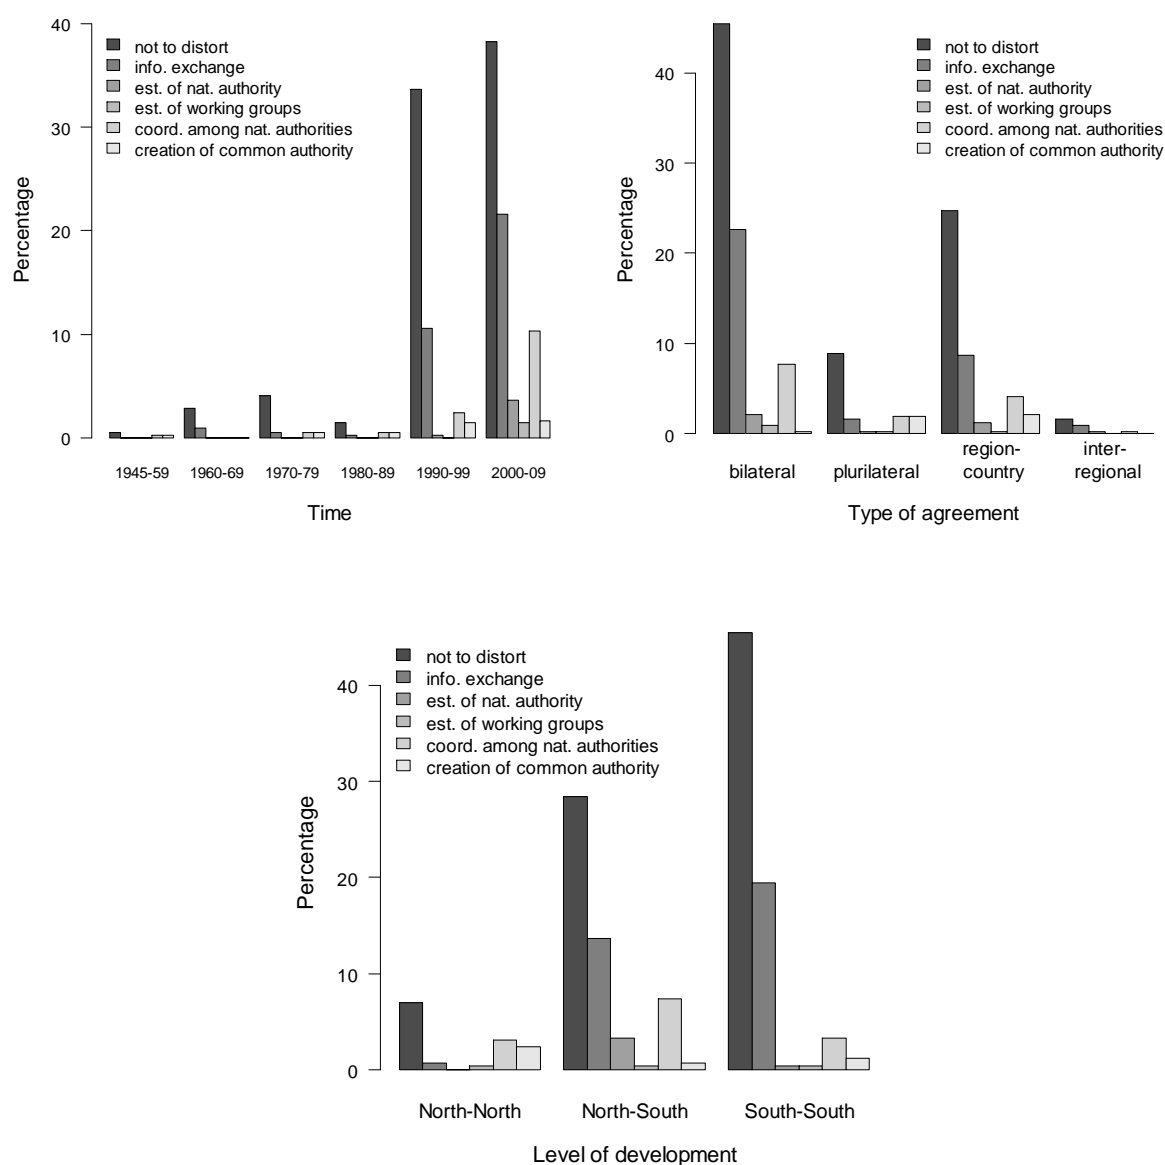 40
30
20
10
0
Percentage
not to distort
info. exchange
est. of nat. authority
est. of working groups
coord. among nat. authorities
creation of common authority
1945-59 1960-69 1970-79 1980-89 1990-99 2000-09
Time
40
30
20
10
0
Percentage
not to distort
info. exchange
est. of nat. authority
est. of working groups
coord. among nat. authorities
creation of common authority
bilateral plurilateral region-country inter-regional
Type of agreement
40
30
20
10
0
Percentage
not to distort
info. exchange
est. of nat. authority
est. of working groups
coord. among nat. authorities
creation of common authority
North-North North-South South-South
Level of development